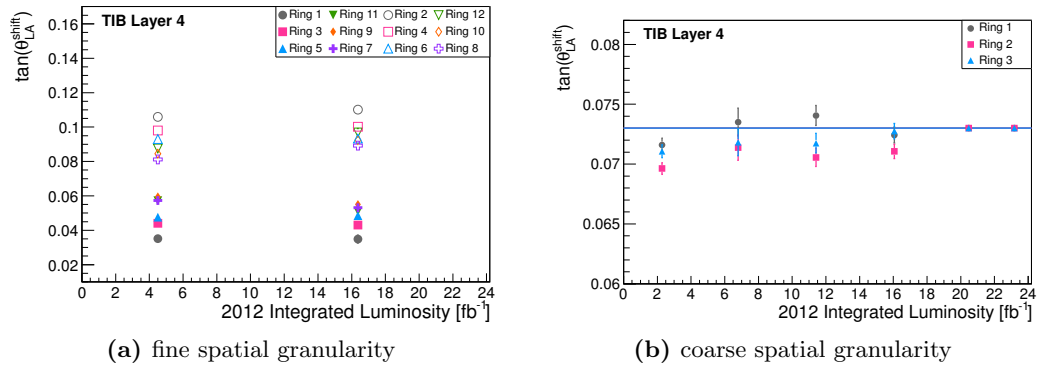 TIB Layer 4
Ring 1 Ring 11 Ring 2 Ring 12
Ring 3 Ring 9 Ring 4 Ring 10
Ring 5 Ring 7 Ring 6 Ring 8
tan(θ_LA^shift)
0.16
0.14
0.12
0.1
0.08
0.06
0.04
0.02
0 2 4 6 8 10 12 14 16 18 20 22 24
2012 Integrated Luminosity [fb⁻¹]
(a) fine spatial granularity
TIB Layer 4
Ring 1
Ring 2
Ring 3
tan(θ_LA^shift)
0.08
0.075
0.07
0.065
0.06
0 2 4 6 8 10 12 14 16 18 20 22 24
2012 Integrated Luminosity [fb⁻¹]
(b) coarse spatial granularity